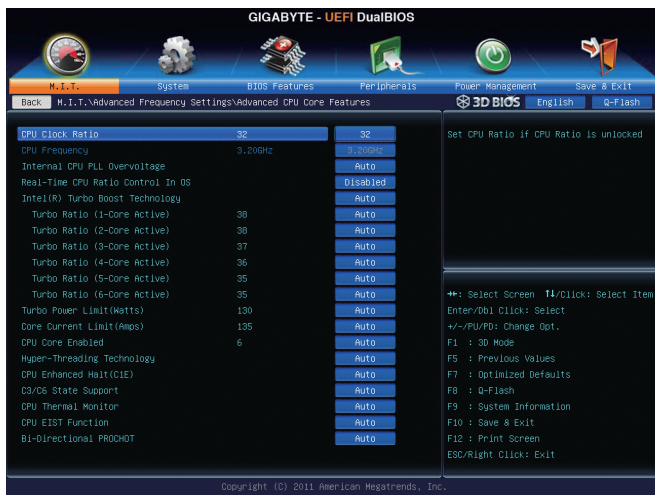 GIGABYTE - UEFI DualBIOS
M.I.T. System BIOS Features Peripherals Power Management Save & Exit
Back M.I.T.\Advanced Frequency Settings\Advanced CPU Core Features 3D BIOS English Q-Flash
CPU Clock Ratio 32 32
CPU Frequency 3.20GHz 3.20GHz
Internal CPU PLL Overvoltage Auto
Real-Time CPU Ratio Control In OS Disabled
Intel(R) Turbo Boost Technology Auto
Turbo Ratio (1-Core Active) 38 Auto
Turbo Ratio (2-Core Active) 38 Auto
Turbo Ratio (3-Core Active) 37 Auto
Turbo Ratio (4-Core Active) 36 Auto
Turbo Ratio (5-Core Active) 35 Auto
Turbo Ratio (6-Core Active) 35 Auto
Turbo Power Limit(Watts) 130 Auto
Core Current Limit(Amps) 135 Auto
CPU Core Enabled 6 Auto
Hyper-Threading Technology Auto
CPU Enhanced Halt(C1E) Auto
C3/C6 State Support Auto
CPU Thermal Monitor Auto
CPU EIST Function Auto
Bi-Directional PROCHOT Auto
Set CPU Ratio if CPU Ratio is unlocked
→←: Select Screen ↑↓/Click: Select Item
Enter/Dbl Click: Select
+/-/PU/PD: Change Opt.
F1 : 3D Mode
F5 : Previous Values
F7 : Optimized Defaults
F8 : Q-Flash
F9 : System Information
F10 : Save & Exit
F12 : Print Screen
ESC/Right Click: Exit
Copyright (C) 2011 American Megatrends, Inc.